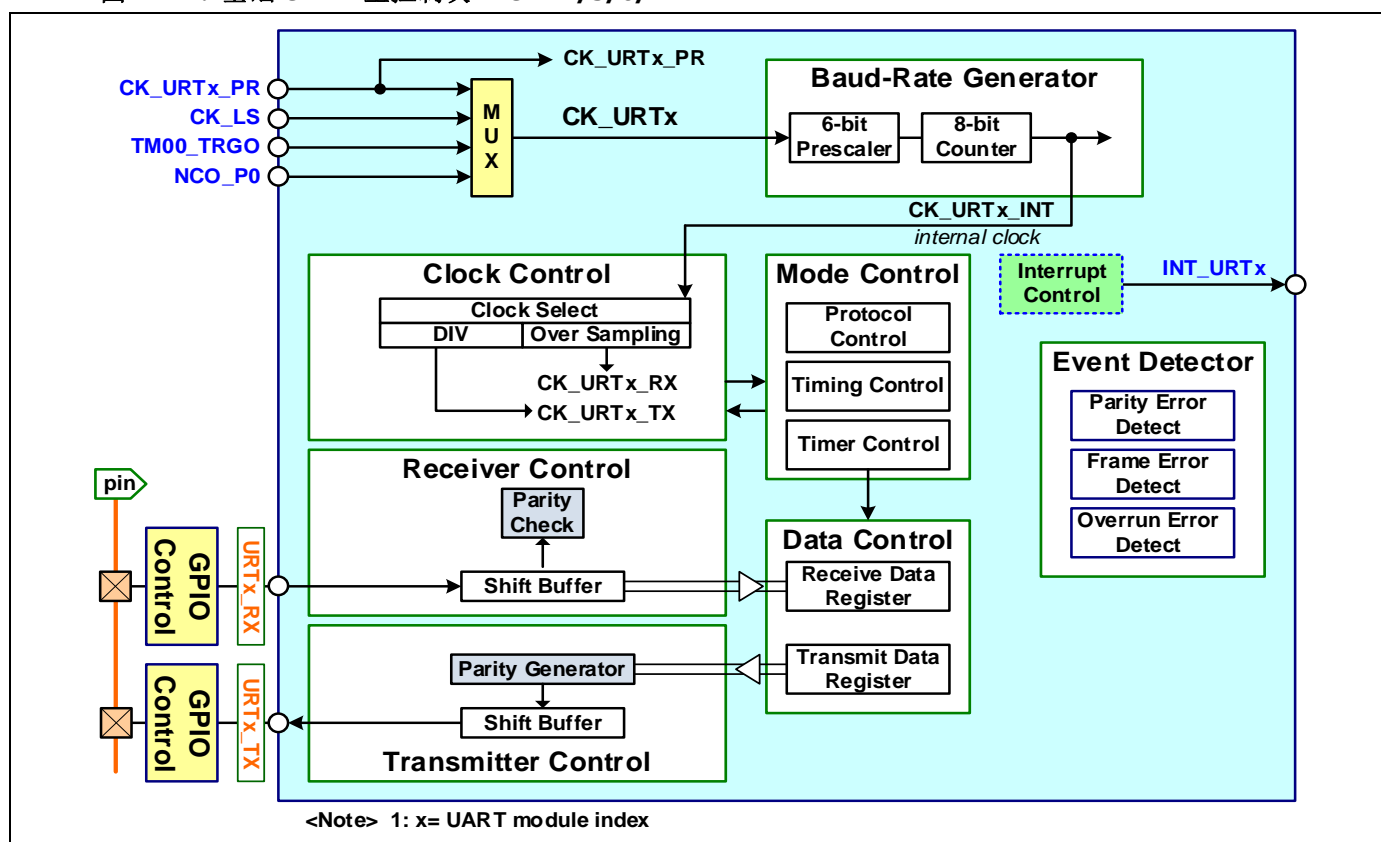 CK_URTx_PR
CK_URTx_PR
CK_LS
TM00_TRGO
NCO_P0
M
U
X
CK_URTx
Baud-Rate Generator
6-bit
Prescaler
8-bit
Counter
CK_URTx_INT
internal clock
Clock Control
Clock Select
DIV
Over Sampling
CK_URTx_RX
CK_URTx_TX
Mode Control
Protocol
Control
Timing Control
Timer Control
Interrupt
Control
INT_URTx
Event Detector
Parity Error
Detect
Frame Error
Detect
Overrun Error
Detect
pin
GPIO
Control
URTx_RX
Receiver Control
Parity
Check
Shift Buffer
Data Control
Receive Data
Register
Transmit Data
Register
GPIO
Control
URTx_TX
Parity Generator
Shift Buffer
Transmitter Control
<Note> 1: x= UART module index